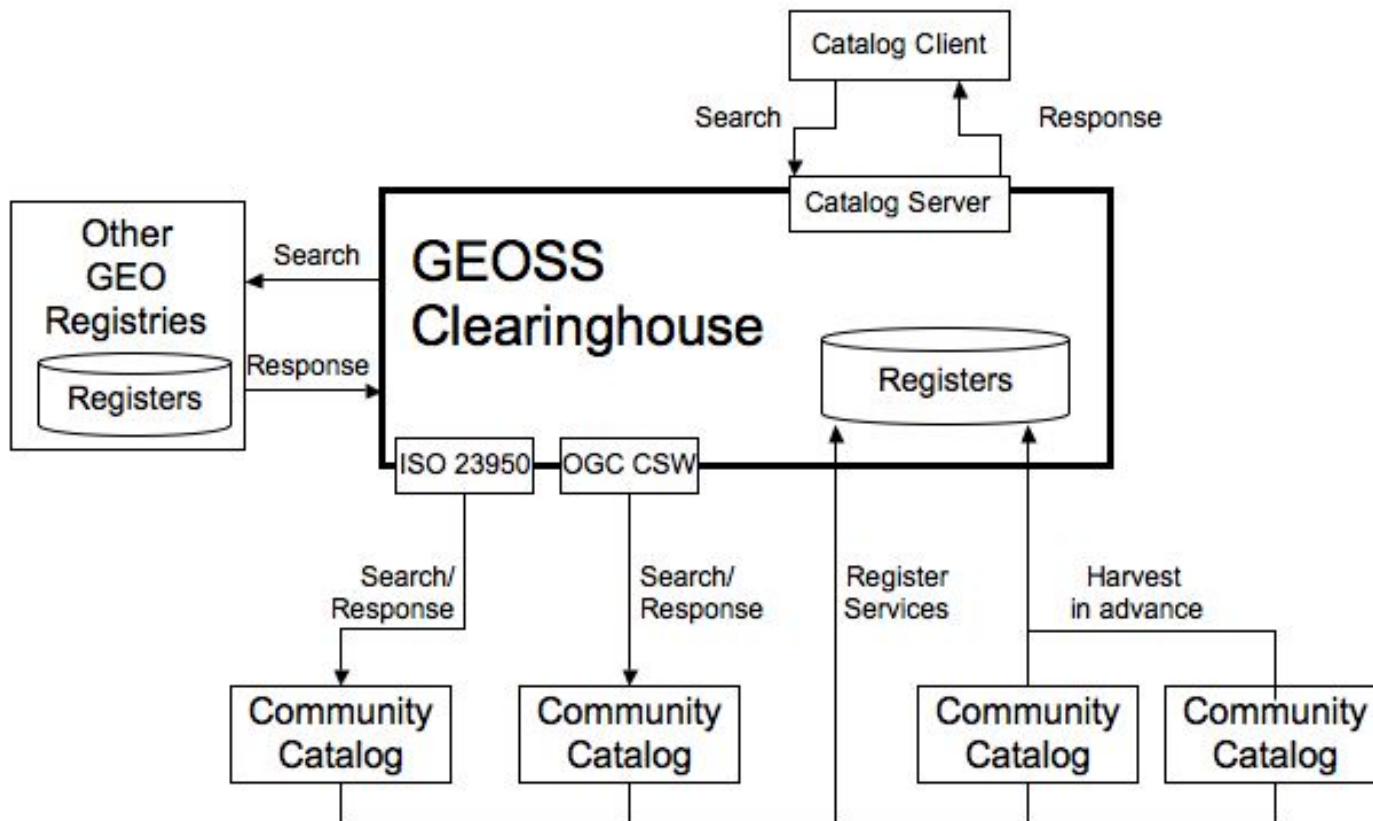 Catalog Client
Search
Response
Catalog Server
Other
GEO
Registries
Registers
Search
Response
GEOSS
Clearinghouse
Registers
ISO 23950
OGC CSW
Search/
Response
Search/
Response
Register
Services
Harvest
in advance
Community
Catalog
Community
Catalog
Community
Catalog
Community
Catalog